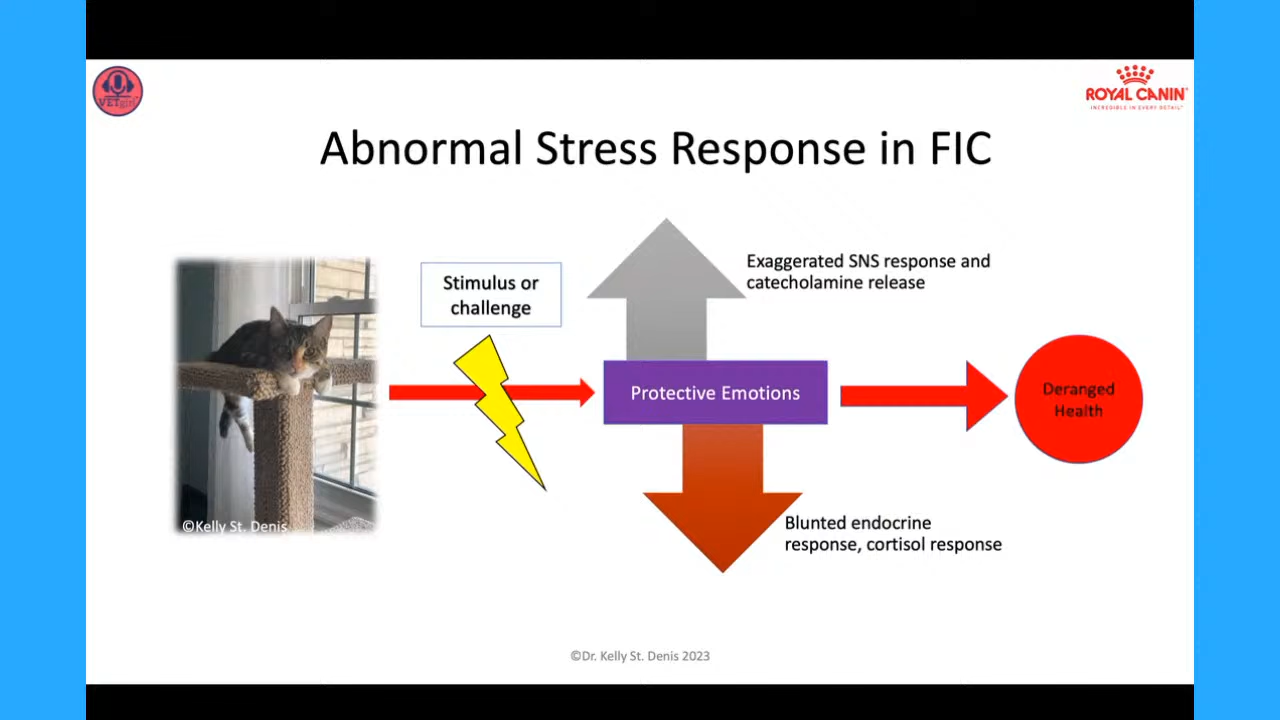 VETgirl
ROYAL CANIN
INCREDIBLE IN EVERY DETAIL
Abnormal Stress Response in FIC
Stimulus or
challenge
Exaggerated SNS response and
catecholamine release
Protective Emotions
Deranged
Health
Blunted endocrine
response, cortisol response
©Kelly St. Denis
©Dr. Kelly St. Denis 2023